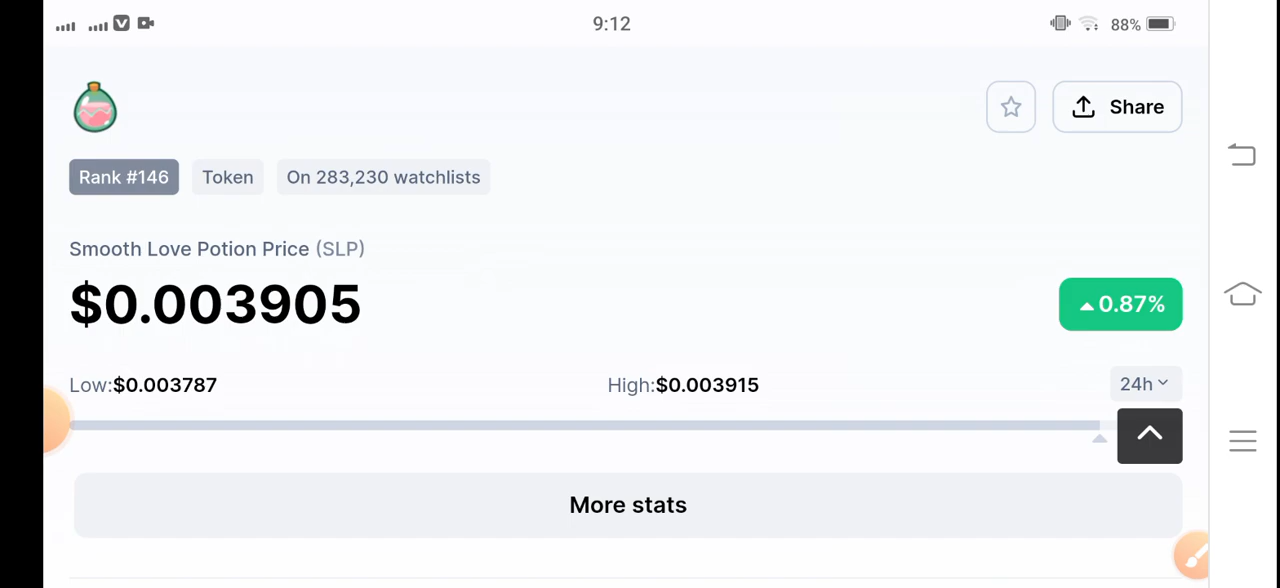 9:12
88%
Share
Rank #146 Token On 283,230 watchlists
Smooth Love Potion Price (SLP)
$0.003905
0.87%
Low:$0.003787 High:$0.003915 24h
More stats